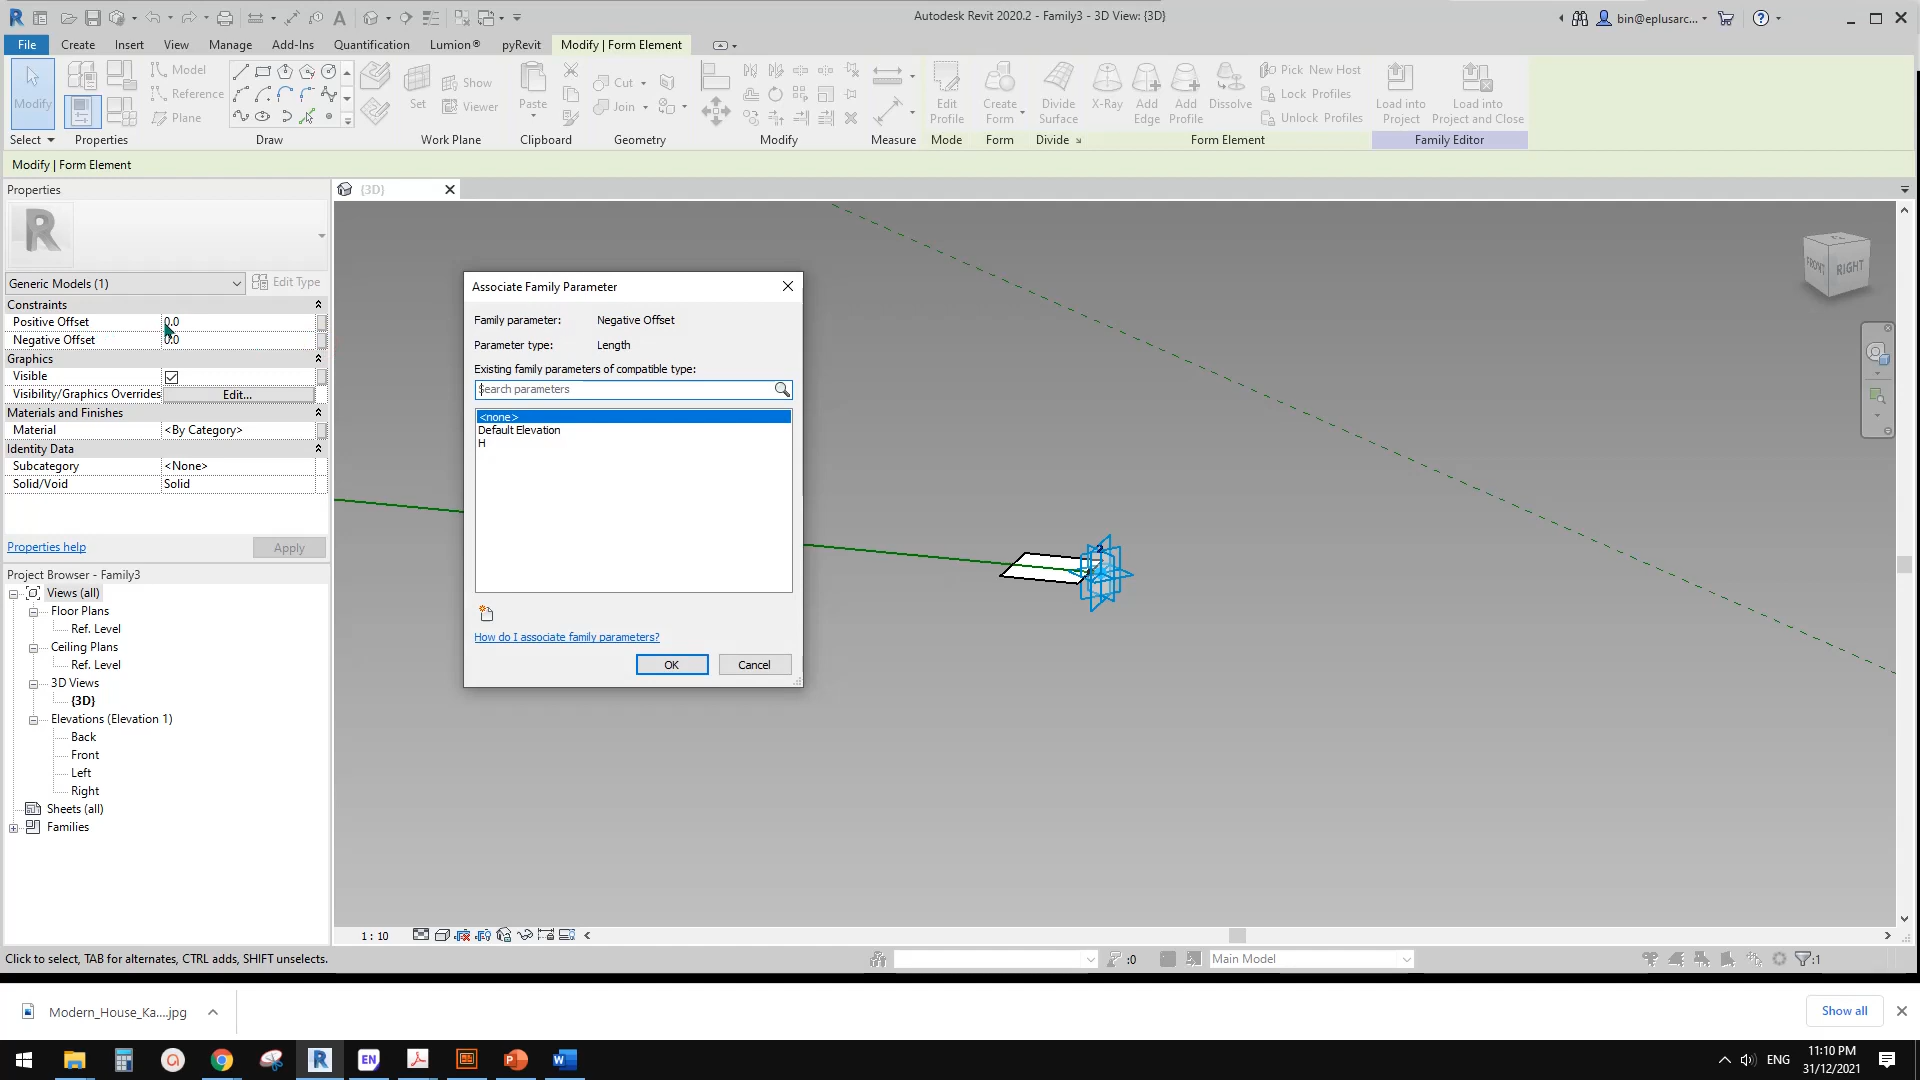 Autodesk Revit 2020.2 - Family3 - 3D View: {3D}
bin@eplusarc...
File Create Insert View Manage Add-Ins Quantification Lumion® pyRevit Modify | Form Element
Modify
Model
Reference
Plane
Set
Show
Viewer
Paste
Cut
Join
Edit
Profile
Create
Form
Divide
Surface
X-Ray
Add
Edge
Add
Profile
Dissolve
Pick New Host
Lock Profiles
Unlock Profiles
Load into
Project
Load into
Project and Close
Select Properties Draw Work Plane Clipboard Geometry Modify Measure Mode Form Divide Form Element Family Editor
Modify | Form Element
Properties
{3D}
R
Generic Models (1)
Edit Type
Constraints
Positive Offset 0.0
Negative Offset 0.0
Graphics
Visible
Visibility/Graphics Overrides Edit...
Materials and Finishes
Material <By Category>
Identity Data
Subcategory <None>
Solid/Void Solid
Properties help
Apply
Project Browser - Family3
Views (all)
Floor Plans
Ref. Level
Ceiling Plans
Ref. Level
3D Views
{3D}
Elevations (Elevation 1)
Back
Front
Left
Right
Sheets (all)
Families
Associate Family Parameter
Family parameter: Negative Offset
Parameter type: Length
Existing family parameters of compatible type:
Search parameters
<none>
Default Elevation
H
How do I associate family parameters?
OK Cancel
FRONT RIGHT
1 : 10
Click to select, TAB for alternates, CTRL adds, SHIFT unselects.
:0
Main Model
:1
Modern_House_Ka....jpg
Show all
EN
ENG
11:10 PM
31/12/2021